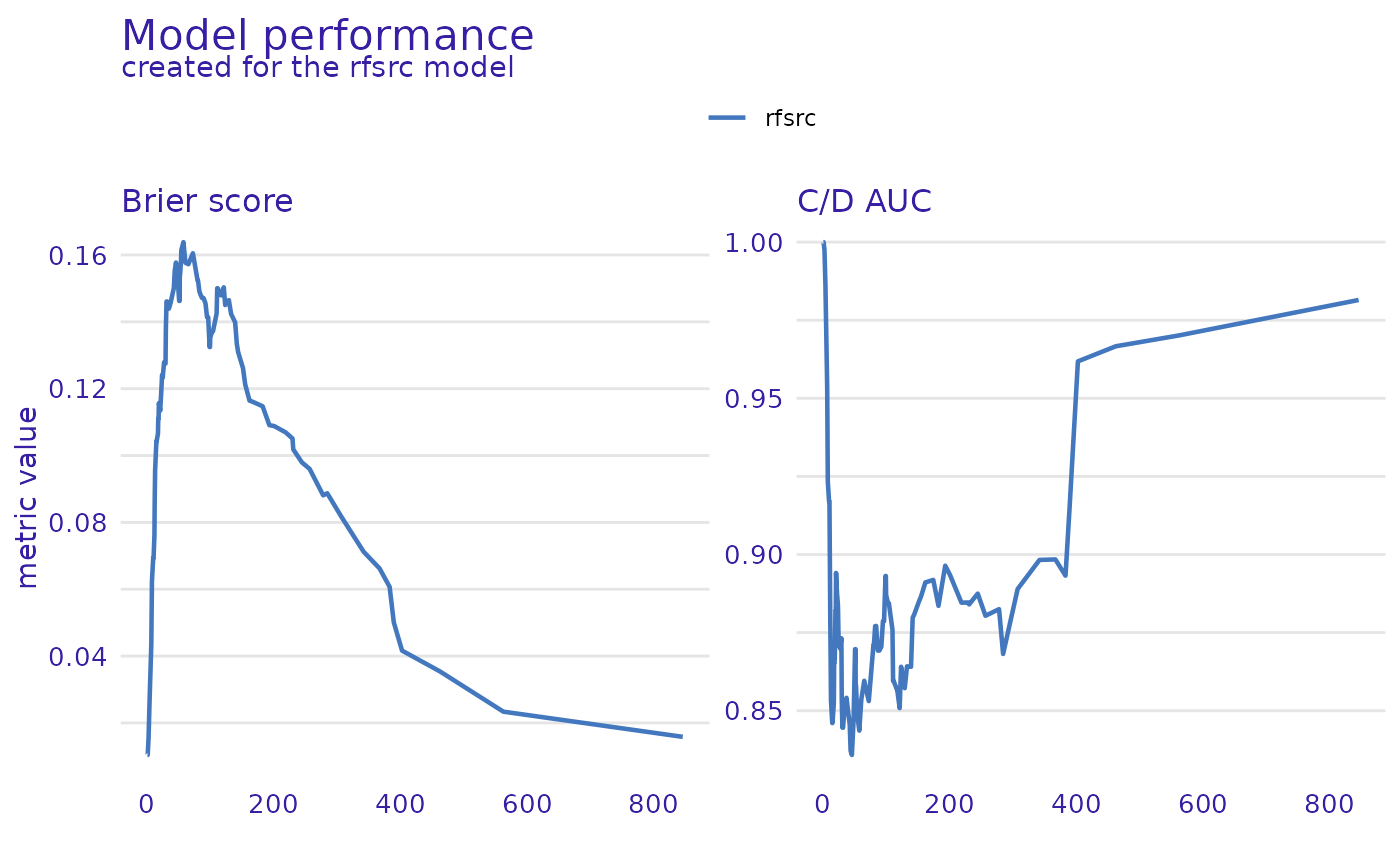 Model performance
created for the rfsrc model
rfsrc
Brier score
C/D AUC
metric value
0.16
0.12
0.08
0.04
0 200 400 600 800
1.00
0.95
0.90
0.85
0 200 400 600 800